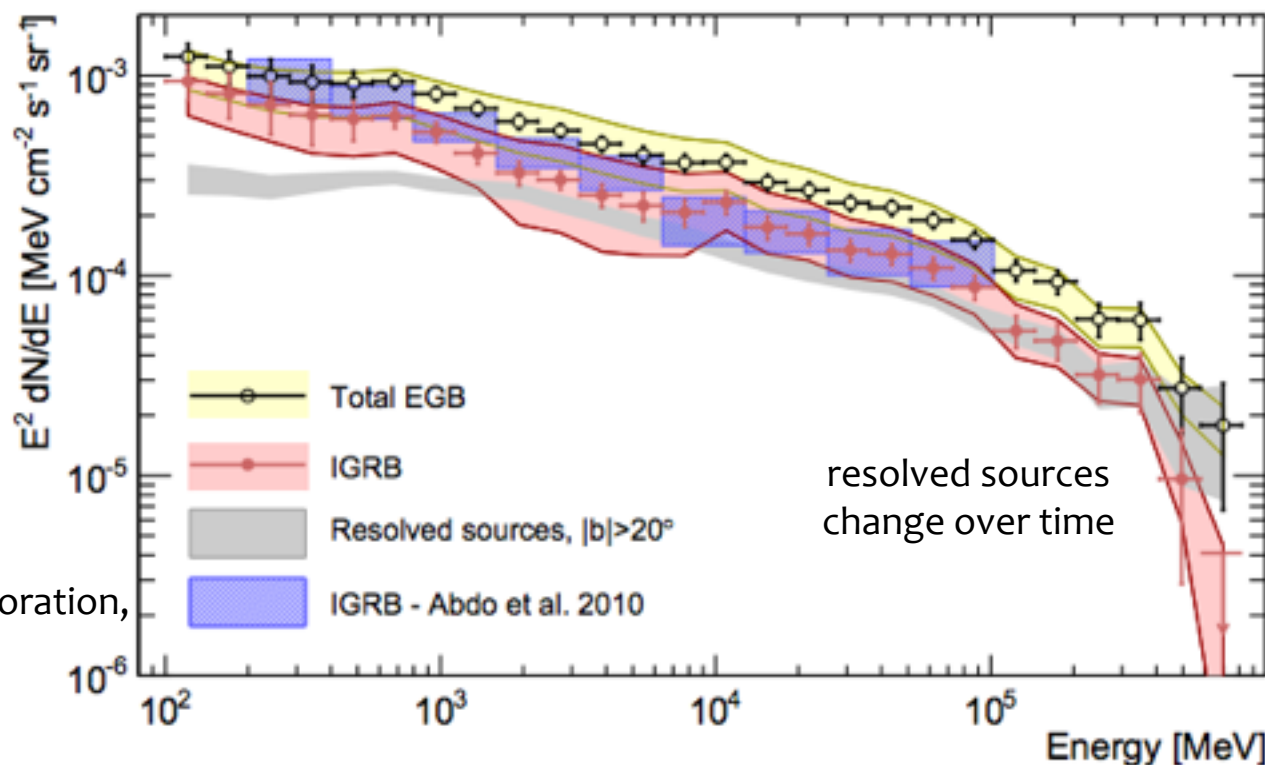 E² dN/dE [MeV cm⁻² s⁻¹ sr⁻¹]
10⁻³
10⁻⁴
10⁻⁵
10⁻⁶
Total EGB
IGRB
Resolved sources, |b|>20°
IGRB - Abdo et al. 2010
resolved sources
change over time
oration,
10²
10³
10⁴
10⁵
Energy [MeV]